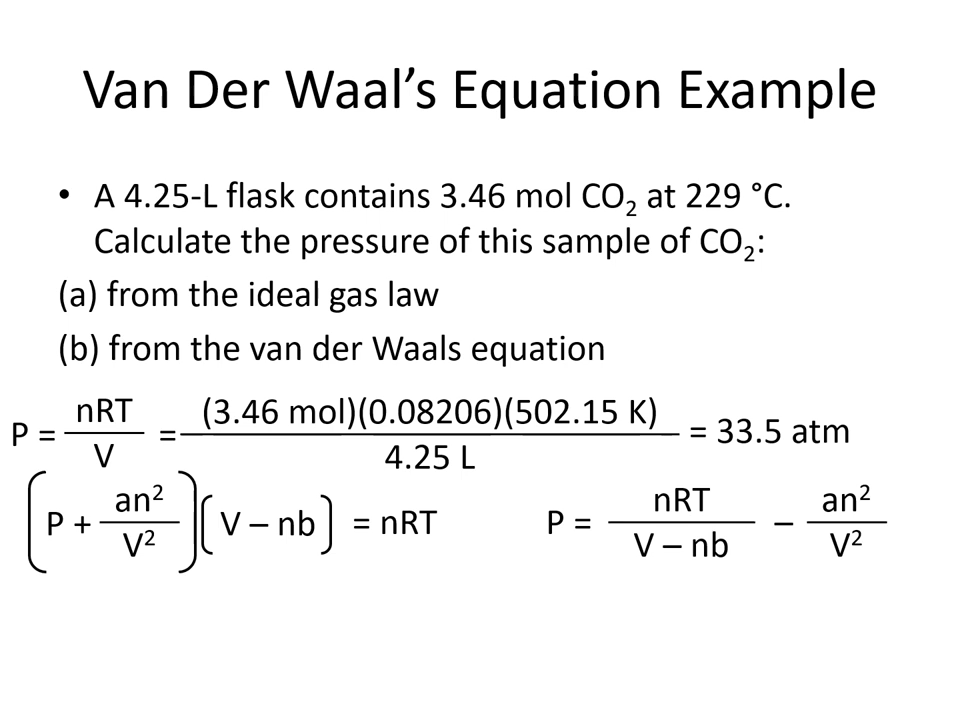 Van Der Waal’s Equation Example
• A 4.25-L flask contains 3.46 mol CO₂ at 229 °C.
Calculate the pressure of this sample of CO₂:
(a) from the ideal gas law
(b) from the van der Waals equation
P = nRT/V = (3.46 mol)(0.08206)(502.15 K)/4.25 L = 33.5 atm
(P + an²/V²)(V – nb) = nRT P = nRT/(V – nb) – an²/V²